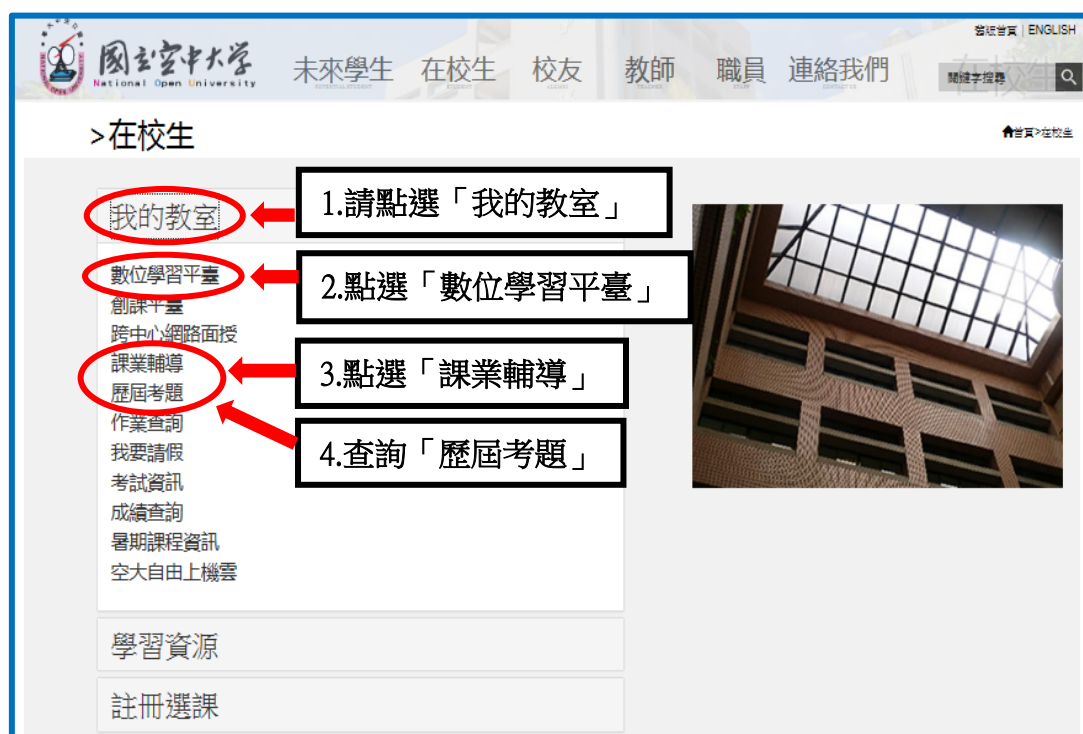 舊版首頁 | ENGLISH
國立空中大學
National Open University
未來學生 在校生 校友 教師 職員 連絡我們
關鍵字搜尋
>在校生
首頁>在校生
我的教室
1.請點選「我的教室」
數位學習平臺
2.點選「數位學習平臺」
創課平臺
跨中心網路面授
課業輔導
3.點選「課業輔導」
歷屆考題
作業查詢
4.查詢「歷屆考題」
我要請假
考試資訊
成績查詢
暑期課程資訊
空大自由上機雲
學習資源
註冊選課